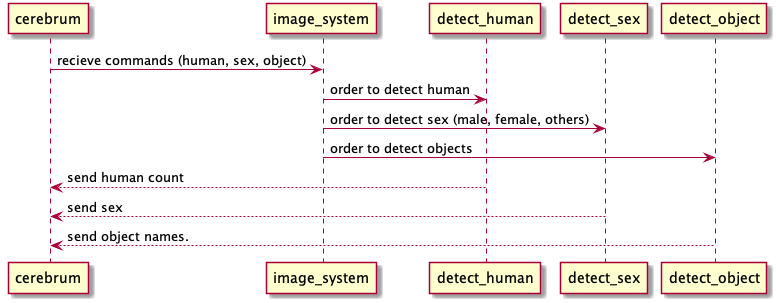 cerebrum image_system detect_human detect_sex detect_object
recieve commands (human, sex, object)
order to detect human
order to detect sex (male, female, others)
order to detect objects
send human count
send sex
send object names.
cerebrum image_system detect_human detect_sex detect_object